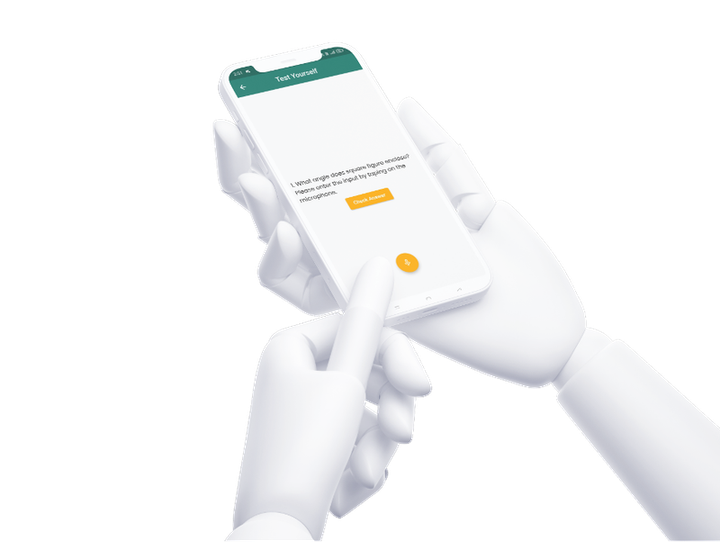 Test Yourself
1. What angle does square figure enclose?
Please enter the input by taping on the
microphone.
Check Answer